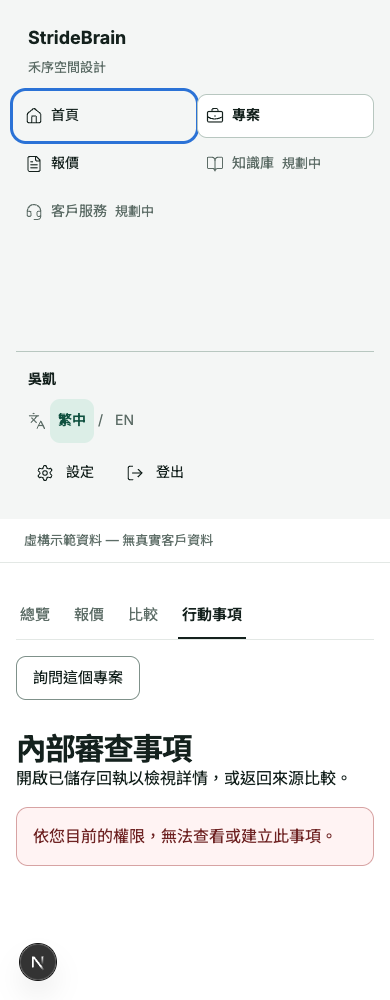 StrideBrain
禾序空間設計
首頁
專案
報價
知識庫 規劃中
客戶服務 規劃中
吳凱
繁中 / EN
設定
登出
虛構示範資料 — 無真實客戶資料
總覽 報價 比較 行動事項
詢問這個專案
內部審查事項
開啟已儲存回執以檢視詳情，或返回來源比較。
依您目前的權限，無法查看或建立此事項。
N